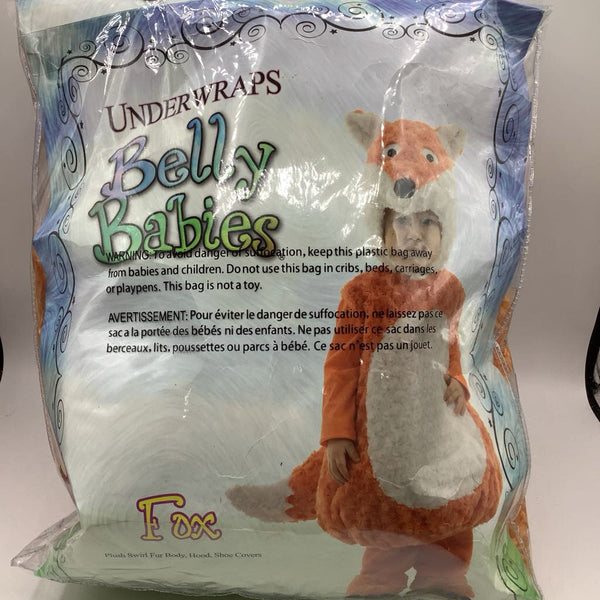 UNDERWRAPS
Belly
Babies
WARNING: To avoid danger of suffocation, keep this plastic bag away
from babies and children. Do not use this bag in cribs, beds, carriages,
or playpens. This bag is not a toy.
AVERTISSEMENT: Pour éviter le danger de suffocation, ne laissez pas ce
sac a la portée des bébés ni des enfants. Ne pas utiliser ce sac dans les
berceaux, lits, poussettes ou parcs à bébé. Ce sac n'est pas un jouet.
Fox
Plush Swirl Fur Body, Hood, Shoe Covers